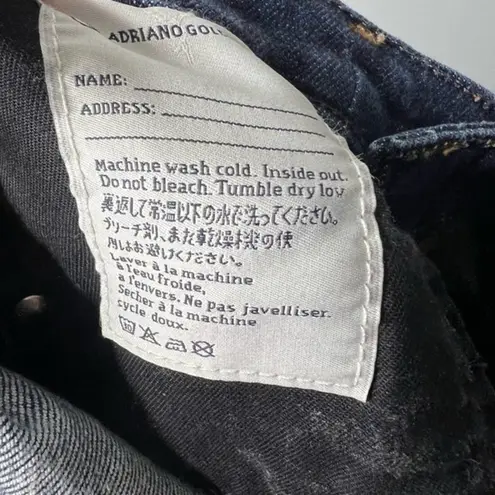 ADRIANO GOL
NAME:
ADDRESS:
Machine wash cold. Inside out.
Do not bleach. Tumble dry low
裏返して常温以下の水で洗ってください。
ブリーチ剤、また乾燥機の使
用はお避けください。
Laver à la machine
à l'eau froide,
à l'envers. Ne pas javelliser.
Sécher à la machine
cycle doux.